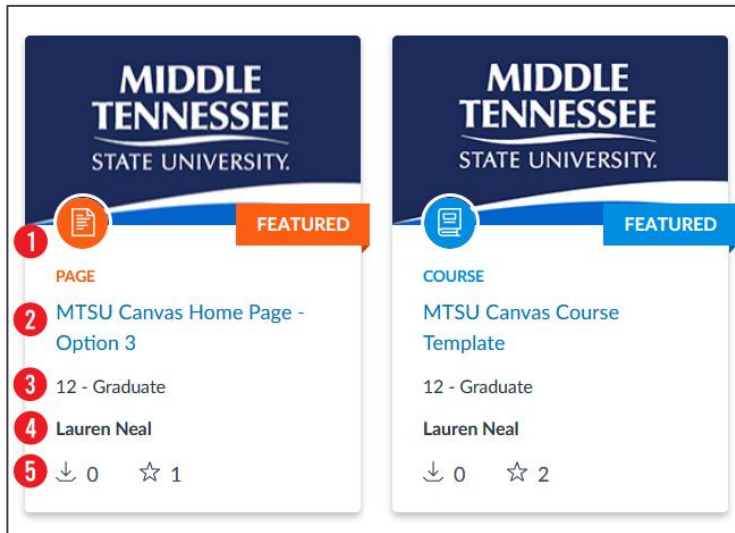 MIDDLE
TENNESSEE
STATE UNIVERSITY.
FEATURED
1
PAGE
2 MTSU Canvas Home Page -
Option 3
3 12 - Graduate
4 Lauren Neal
5 0 1
MIDDLE
TENNESSEE
STATE UNIVERSITY.
FEATURED
COURSE
MTSU Canvas Course
Template
12 - Graduate
Lauren Neal
0 2